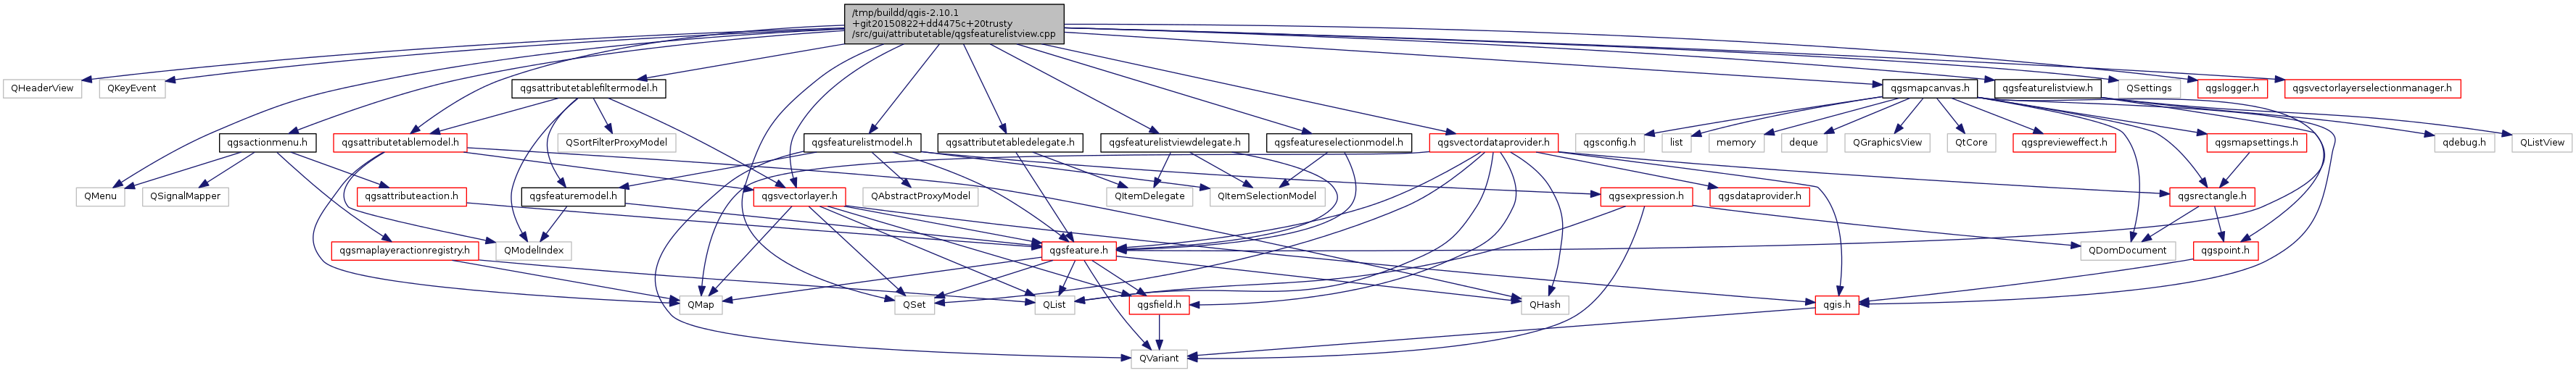 /tmp/buildd/qgis-2.10.1
+git20150822+dd4475c+20trusty
/src/gui/attributetable/qgsfeaturelistview.cpp
QHeaderView
QKeyEvent
qgsattributetablefiltermodel.h
qgsmapcanvas.h
qgsfeaturelistview.h
QSettings
qgslogger.h
qgsvectorlayerselectionmanager.h
qgsactionmenu.h
qgsattributetablemodel.h
QSortFilterProxyModel
qgsfeaturelistmodel.h
qgsattributetabledelegate.h
qgsfeaturelistviewdelegate.h
qgsfeatureselectionmodel.h
qgsvectordataprovider.h
qgsconfig.h
list
memory
deque
QGraphicsView
QtCore
qgsprevieweffect.h
qgsmapsettings.h
qdebug.h
QListView
QMenu
QSignalMapper
qgsattributeaction.h
qgsfeaturemodel.h
qgsvectorlayer.h
QAbstractProxyModel
QItemDelegate
QItemSelectionModel
qgsexpression.h
qgsdataprovider.h
qgsrectangle.h
qgsmaplayeractionregistry.h
QModelIndex
qgsfeature.h
QDomDocument
qgspoint.h
QMap
QSet
QList
qgsfield.h
QHash
qgis.h
QVariant